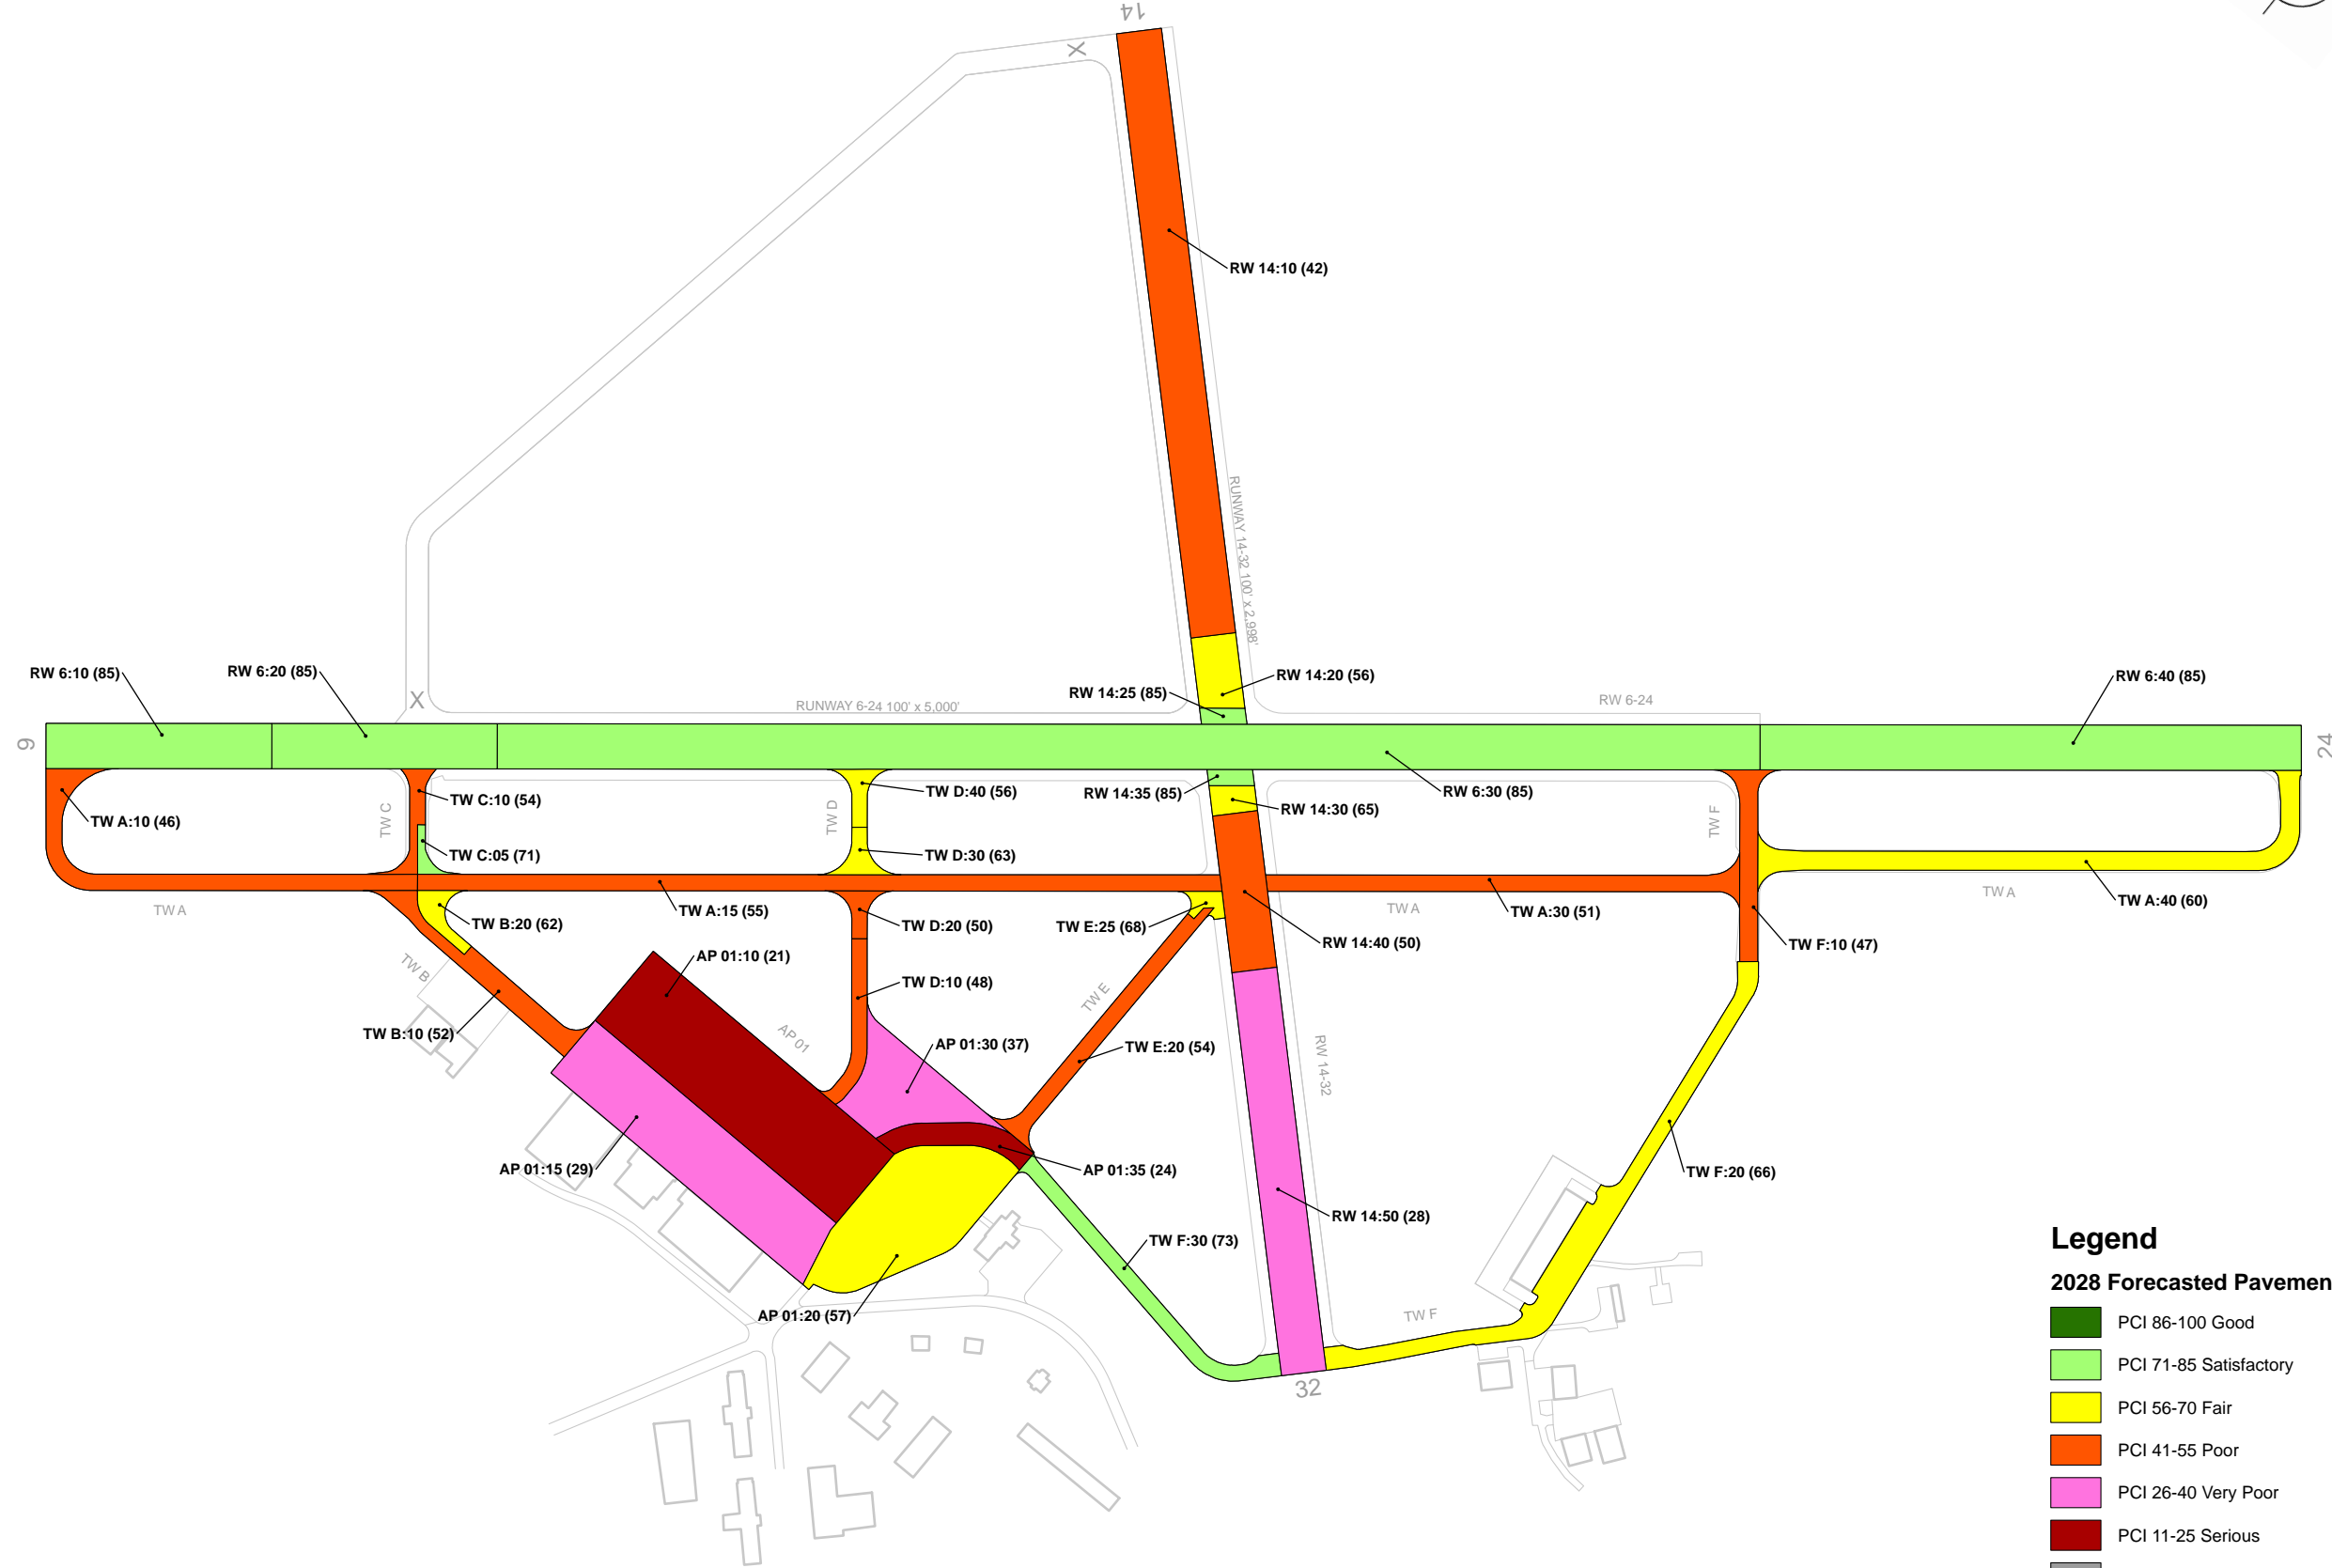 14
X
RW 14:10 (42)
RUNWAY 14-32 100' x 2,998'
RW 6:10 (85)
RW 6:20 (85)
X
RUNWAY 6-24 100' x 5,000'
RW 14:25 (85)
RW 14:20 (56)
RW 6-24
RW 6:40 (85)
6
24
TW A:10 (46)
TW C
TW C:10 (54)
TW C:05 (71)
TW D
TW D:40 (56)
TW D:30 (63)
RW 14:35 (85)
RW 14:30 (65)
RW 6:30 (85)
TW F
TW A
TW B:20 (62)
TW A:15 (55)
TW D:20 (50)
TW E:25 (68)
TW A
RW 14:40 (50)
TW A:30 (51)
TW F:10 (47)
TW A
TW A:40 (60)
TW B
AP 01:10 (21)
TW D:10 (48)
TW E
TW B:10 (52)
AP 01
AP 01:30 (37)
TW E:20 (54)
RW 14-32
AP 01:15 (29)
AP 01:35 (24)
TW F:20 (66)
RW 14:50 (28)
TW F:30 (73)
AP 01:20 (57)
TW F
32
Legend
2028 Forecasted Pavemen
PCI 86-100 Good
PCI 71-85 Satisfactory
PCI 56-70 Fair
PCI 41-55 Poor
PCI 26-40 Very Poor
PCI 11-25 Serious